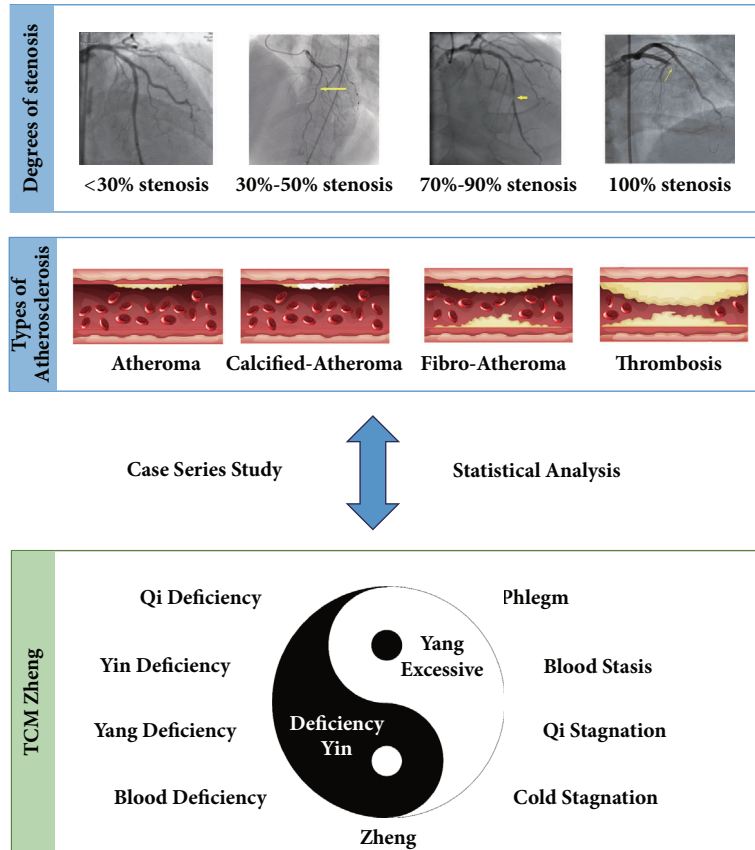 Degrees of stenosis
<30% stenosis
30%-50% stenosis
70%-90% stenosis
100% stenosis
Types of
Atherosclerosis
Atheroma
Calcified-Atheroma
Fibro-Atheroma
Thrombosis
Case Series Study
Statistical Analysis
TCM Zheng
Qi Deficiency
Yin Deficiency
Yang Deficiency
Blood Deficiency
Yang
Excessive
Deficiency
Yin
Zheng
Phlegm
Blood Stasis
Qi Stagnation
Cold Stagnation